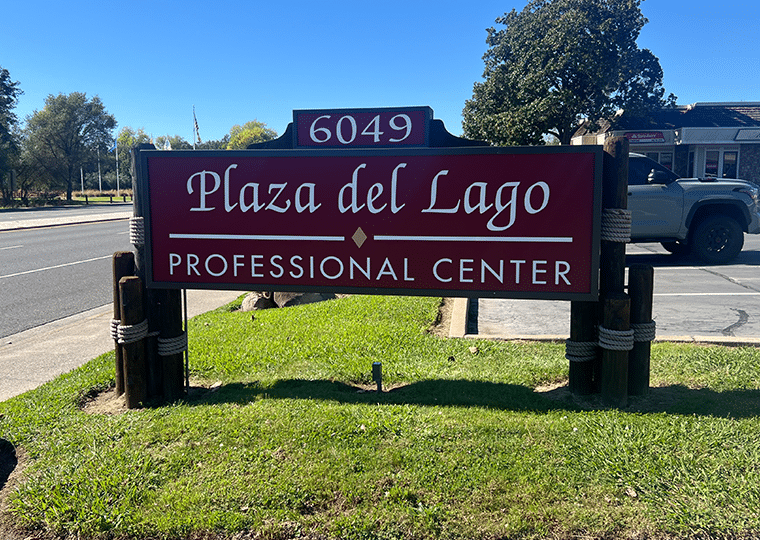 6049
Plaza del Lago
PROFESSIONAL CENTER